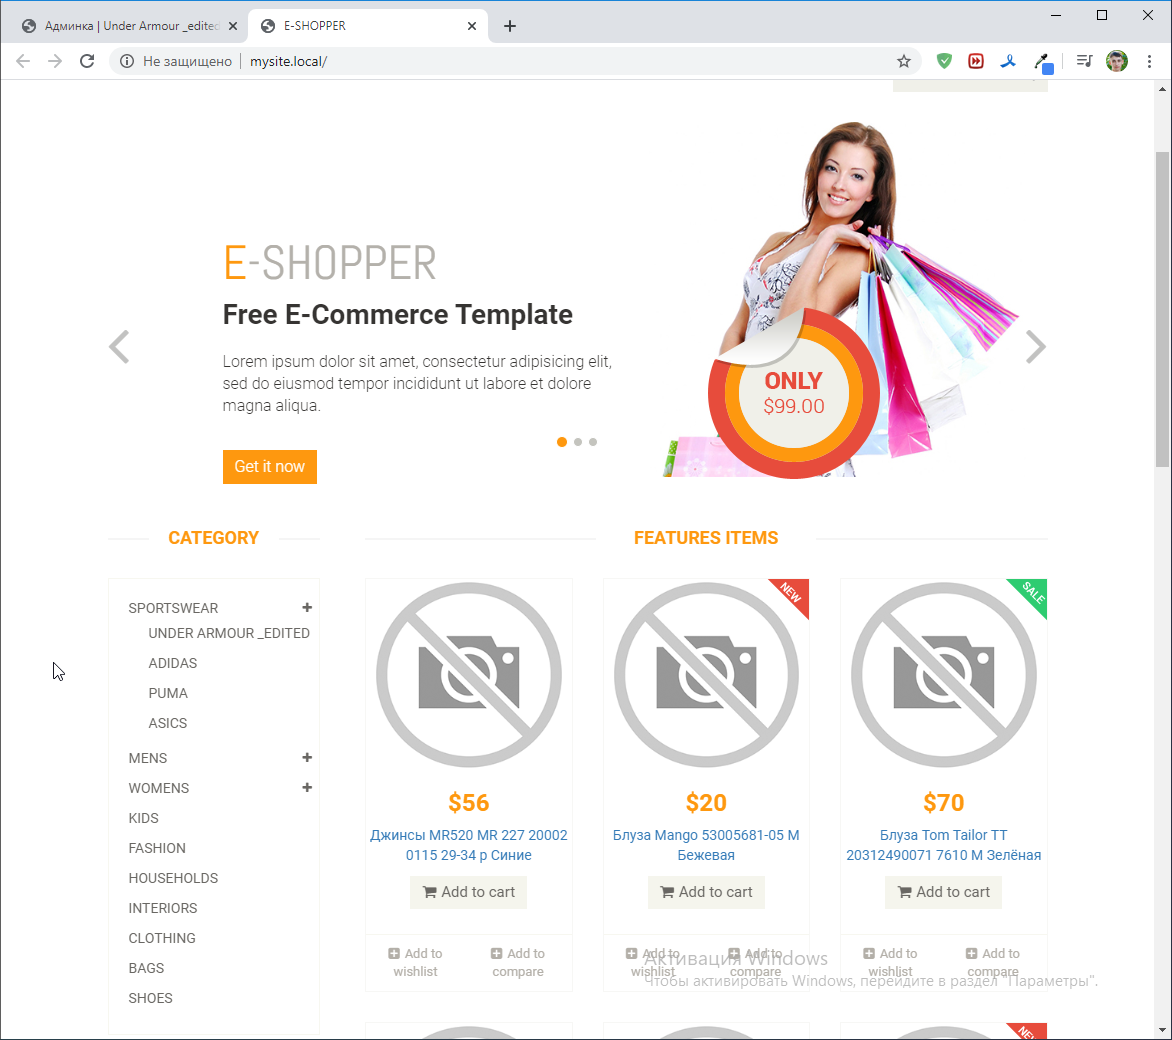 Админка | Under Armour _edited
E-SHOPPER
Не защищено
mysite.local/
E-SHOPPER
Free E-Commerce Template
Lorem ipsum dolor sit amet, consectetur adipisicing elit,
sed do eiusmod tempor incididunt ut labore et dolore
magna aliqua.
Get it now
ONLY
$99.00
CATEGORY
SPORTSWEAR
UNDER ARMOUR _EDITED
ADIDAS
PUMA
ASICS
MENS
WOMENS
KIDS
FASHION
HOUSEHOLDS
INTERIORS
CLOTHING
BAGS
SHOES
FEATURES ITEMS
$56
Джинсы MR520 MR 227 20002
0115 29-34 р Синие
Add to cart
Add to
wishlist
Add to
compare
NEW
$20
Блуза Mango 53005681-05 M
Бежевая
Add to cart
Add to
wishlist
Add to
compare
SALE
$70
Блуза Tom Tailor TT
20312490071 7610 M Зелёная
Add to cart
Add to
wishlist
Add to
compare
Активация Windows
Чтобы активировать Windows, перейдите в раздел "Параметры".
NEW